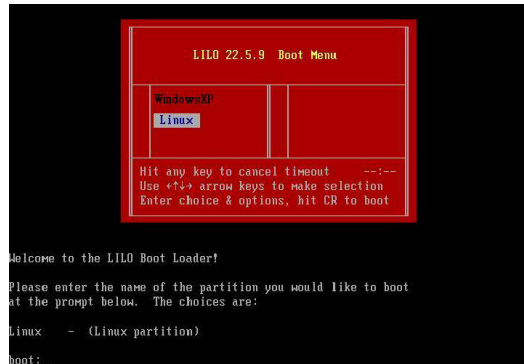 LILO 22.5.9 Boot Menu
WindowsXP
Linux
Hit any key to cancel timeout --:--
Use ←↑↓→ arrow keys to make selection
Enter choice & options, hit CR to boot
Welcome to the LILO Boot Loader!
Please enter the name of the partition you would like to boot
at the prompt below. The choices are:
Linux - (Linux partition)
boot: